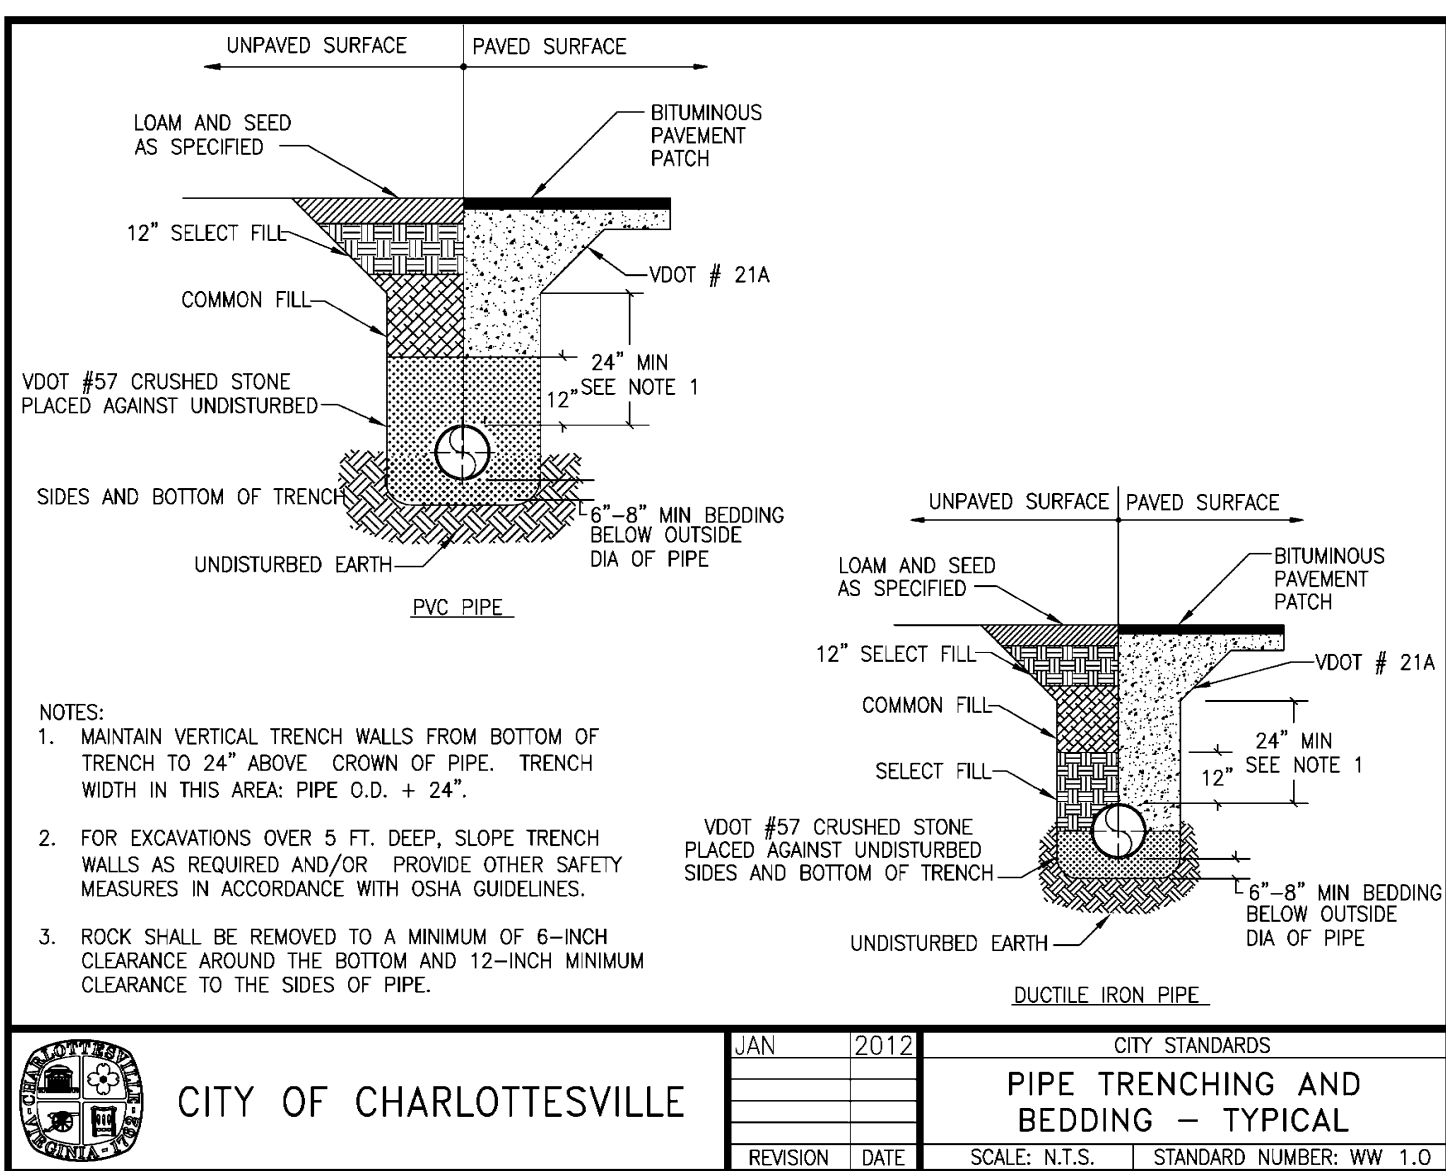 UNPAVED SURFACE
PAVED SURFACE
LOAM AND SEED
AS SPECIFIED
BITUMINOUS
PAVEMENT
PATCH
12" SELECT FILL
VDOT # 21A
COMMON FILL
24" MIN
SEE NOTE 1
12"
VDOT #57 CRUSHED STONE
PLACED AGAINST UNDISTURBED
SIDES AND BOTTOM OF TRENCH
6"-8" MIN BEDDING
BELOW OUTSIDE
DIA OF PIPE
UNDISTURBED EARTH
PVC PIPE
UNPAVED SURFACE
PAVED SURFACE
LOAM AND SEED
AS SPECIFIED
BITUMINOUS
PAVEMENT
PATCH
12" SELECT FILL
VDOT # 21A
COMMON FILL
24" MIN
SEE NOTE 1
12"
SELECT FILL
VDOT #57 CRUSHED STONE
PLACED AGAINST UNDISTURBED
SIDES AND BOTTOM OF TRENCH
6"-8" MIN BEDDING
BELOW OUTSIDE
DIA OF PIPE
UNDISTURBED EARTH
DUCTILE IRON PIPE
NOTES:
1. MAINTAIN VERTICAL TRENCH WALLS FROM BOTTOM OF
TRENCH TO 24" ABOVE CROWN OF PIPE. TRENCH
WIDTH IN THIS AREA: PIPE O.D. + 24".
2. FOR EXCAVATIONS OVER 5 FT. DEEP, SLOPE TRENCH
WALLS AS REQUIRED AND/OR PROVIDE OTHER SAFETY
MEASURES IN ACCORDANCE WITH OSHA GUIDELINES.
3. ROCK SHALL BE REMOVED TO A MINIMUM OF 6-INCH
CLEARANCE AROUND THE BOTTOM AND 12-INCH MINIMUM
CLEARANCE TO THE SIDES OF PIPE.
CHARLOTTESVILLE
VIRGINIA - 1762
CITY OF CHARLOTTESVILLE
JAN 2012
REVISION DATE
CITY STANDARDS
PIPE TRENCHING AND
BEDDING - TYPICAL
SCALE: N.T.S.
STANDARD NUMBER: WW 1.0